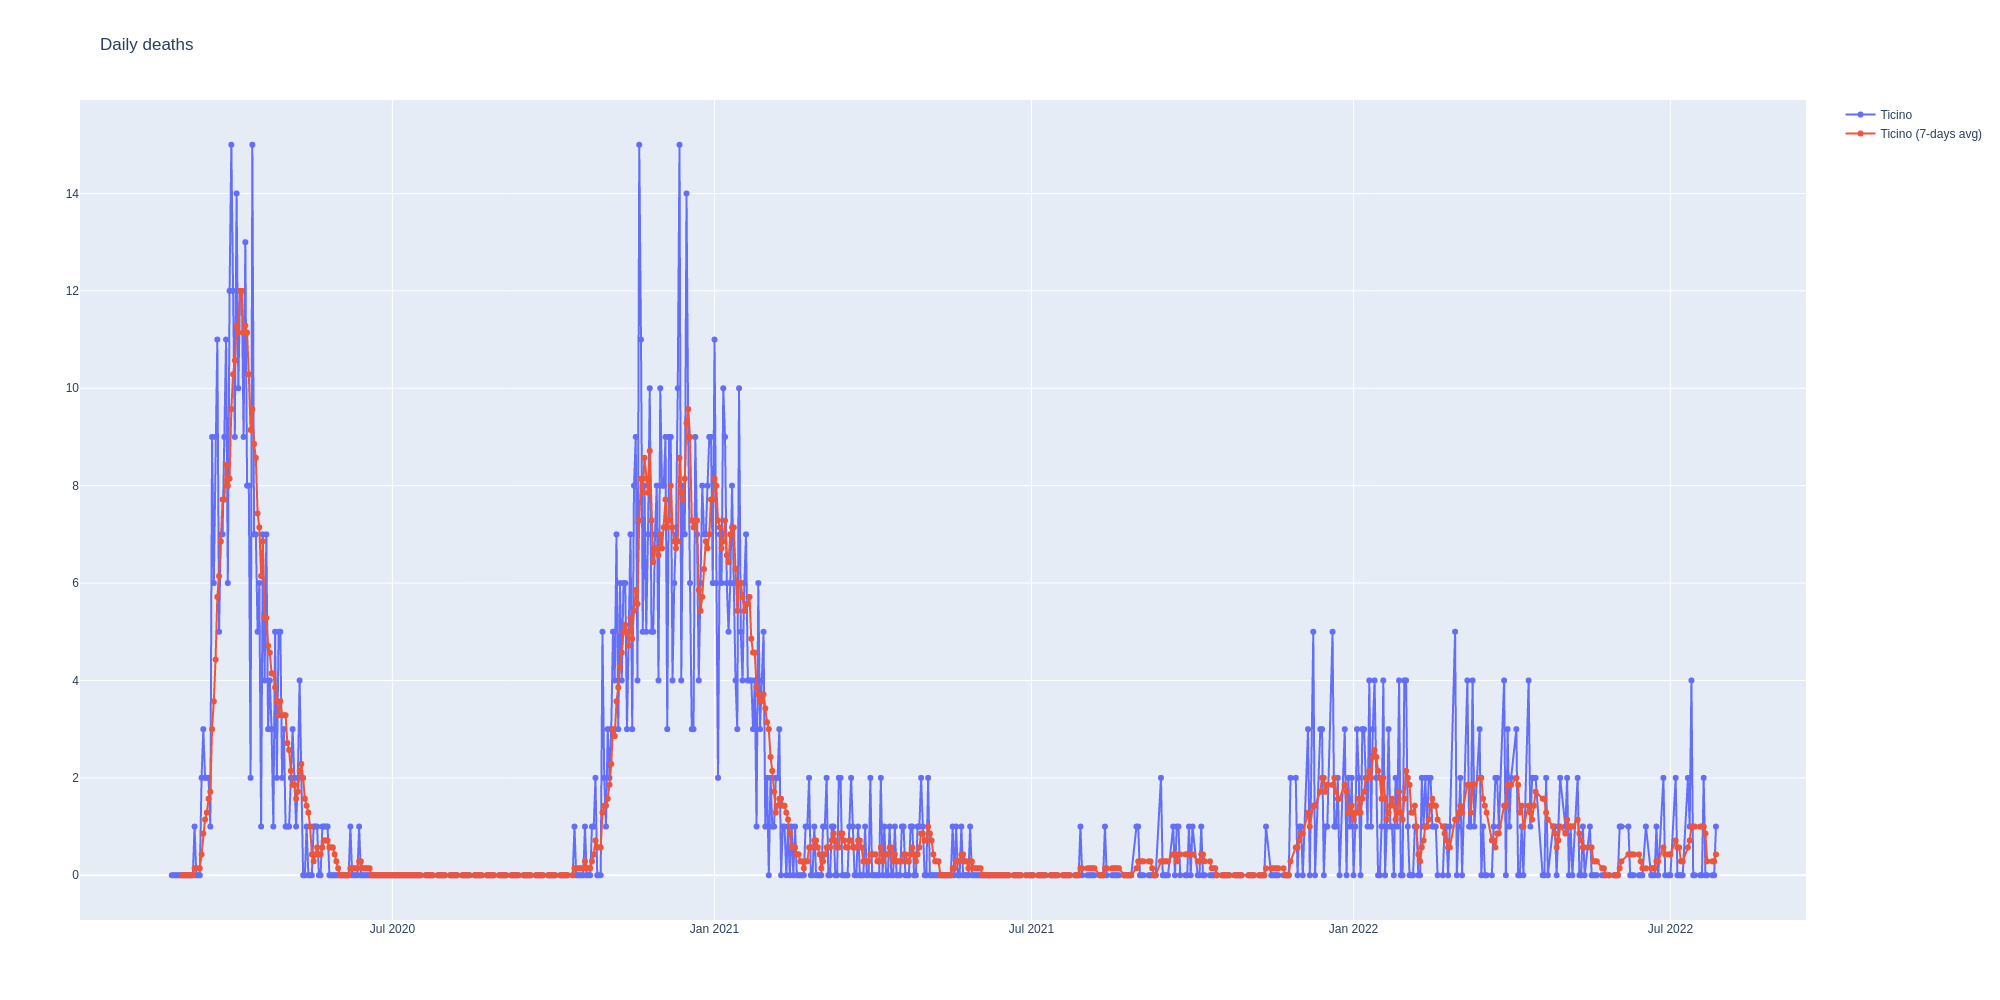 Daily deaths
Ticino
Ticino (7-days avg)
14
12
10
8
6
4
2
0
Jul 2020
Jan 2021
Jul 2021
Jan 2022
Jul 2022